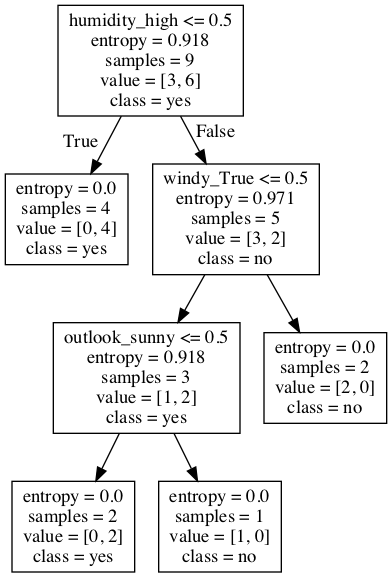 humidity_high <= 0.5
entropy = 0.918
samples = 9
value = [3, 6]
class = yes
True
False
entropy = 0.0
samples = 4
value = [0, 4]
class = yes
windy_True <= 0.5
entropy = 0.971
samples = 5
value = [3, 2]
class = no
outlook_sunny <= 0.5
entropy = 0.918
samples = 3
value = [1, 2]
class = yes
entropy = 0.0
samples = 2
value = [2, 0]
class = no
entropy = 0.0
samples = 2
value = [0, 2]
class = yes
entropy = 0.0
samples = 1
value = [1, 0]
class = no